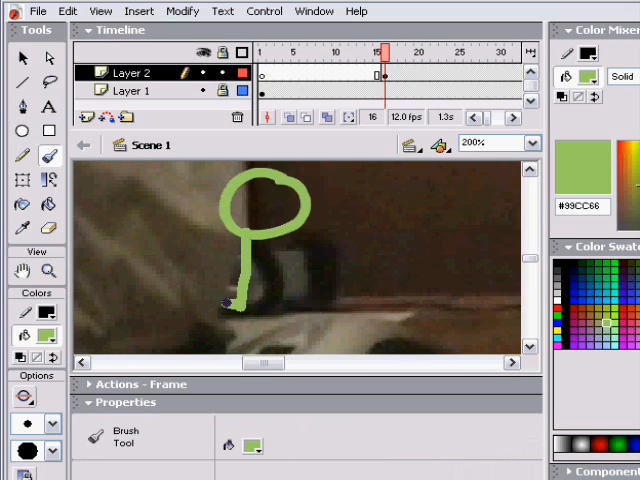 File Edit View Insert Modify Text Control Window Help
Tools
Timeline
Color Mixer
1 5 10 15 20 25 30
Layer 2
Layer 1
Solid
16 12.0 fps 1.3s
Scene 1
200%
#99CC66
View
Color Swatc
Colors
Options
Actions - Frame
Properties
Brush
Tool
Component